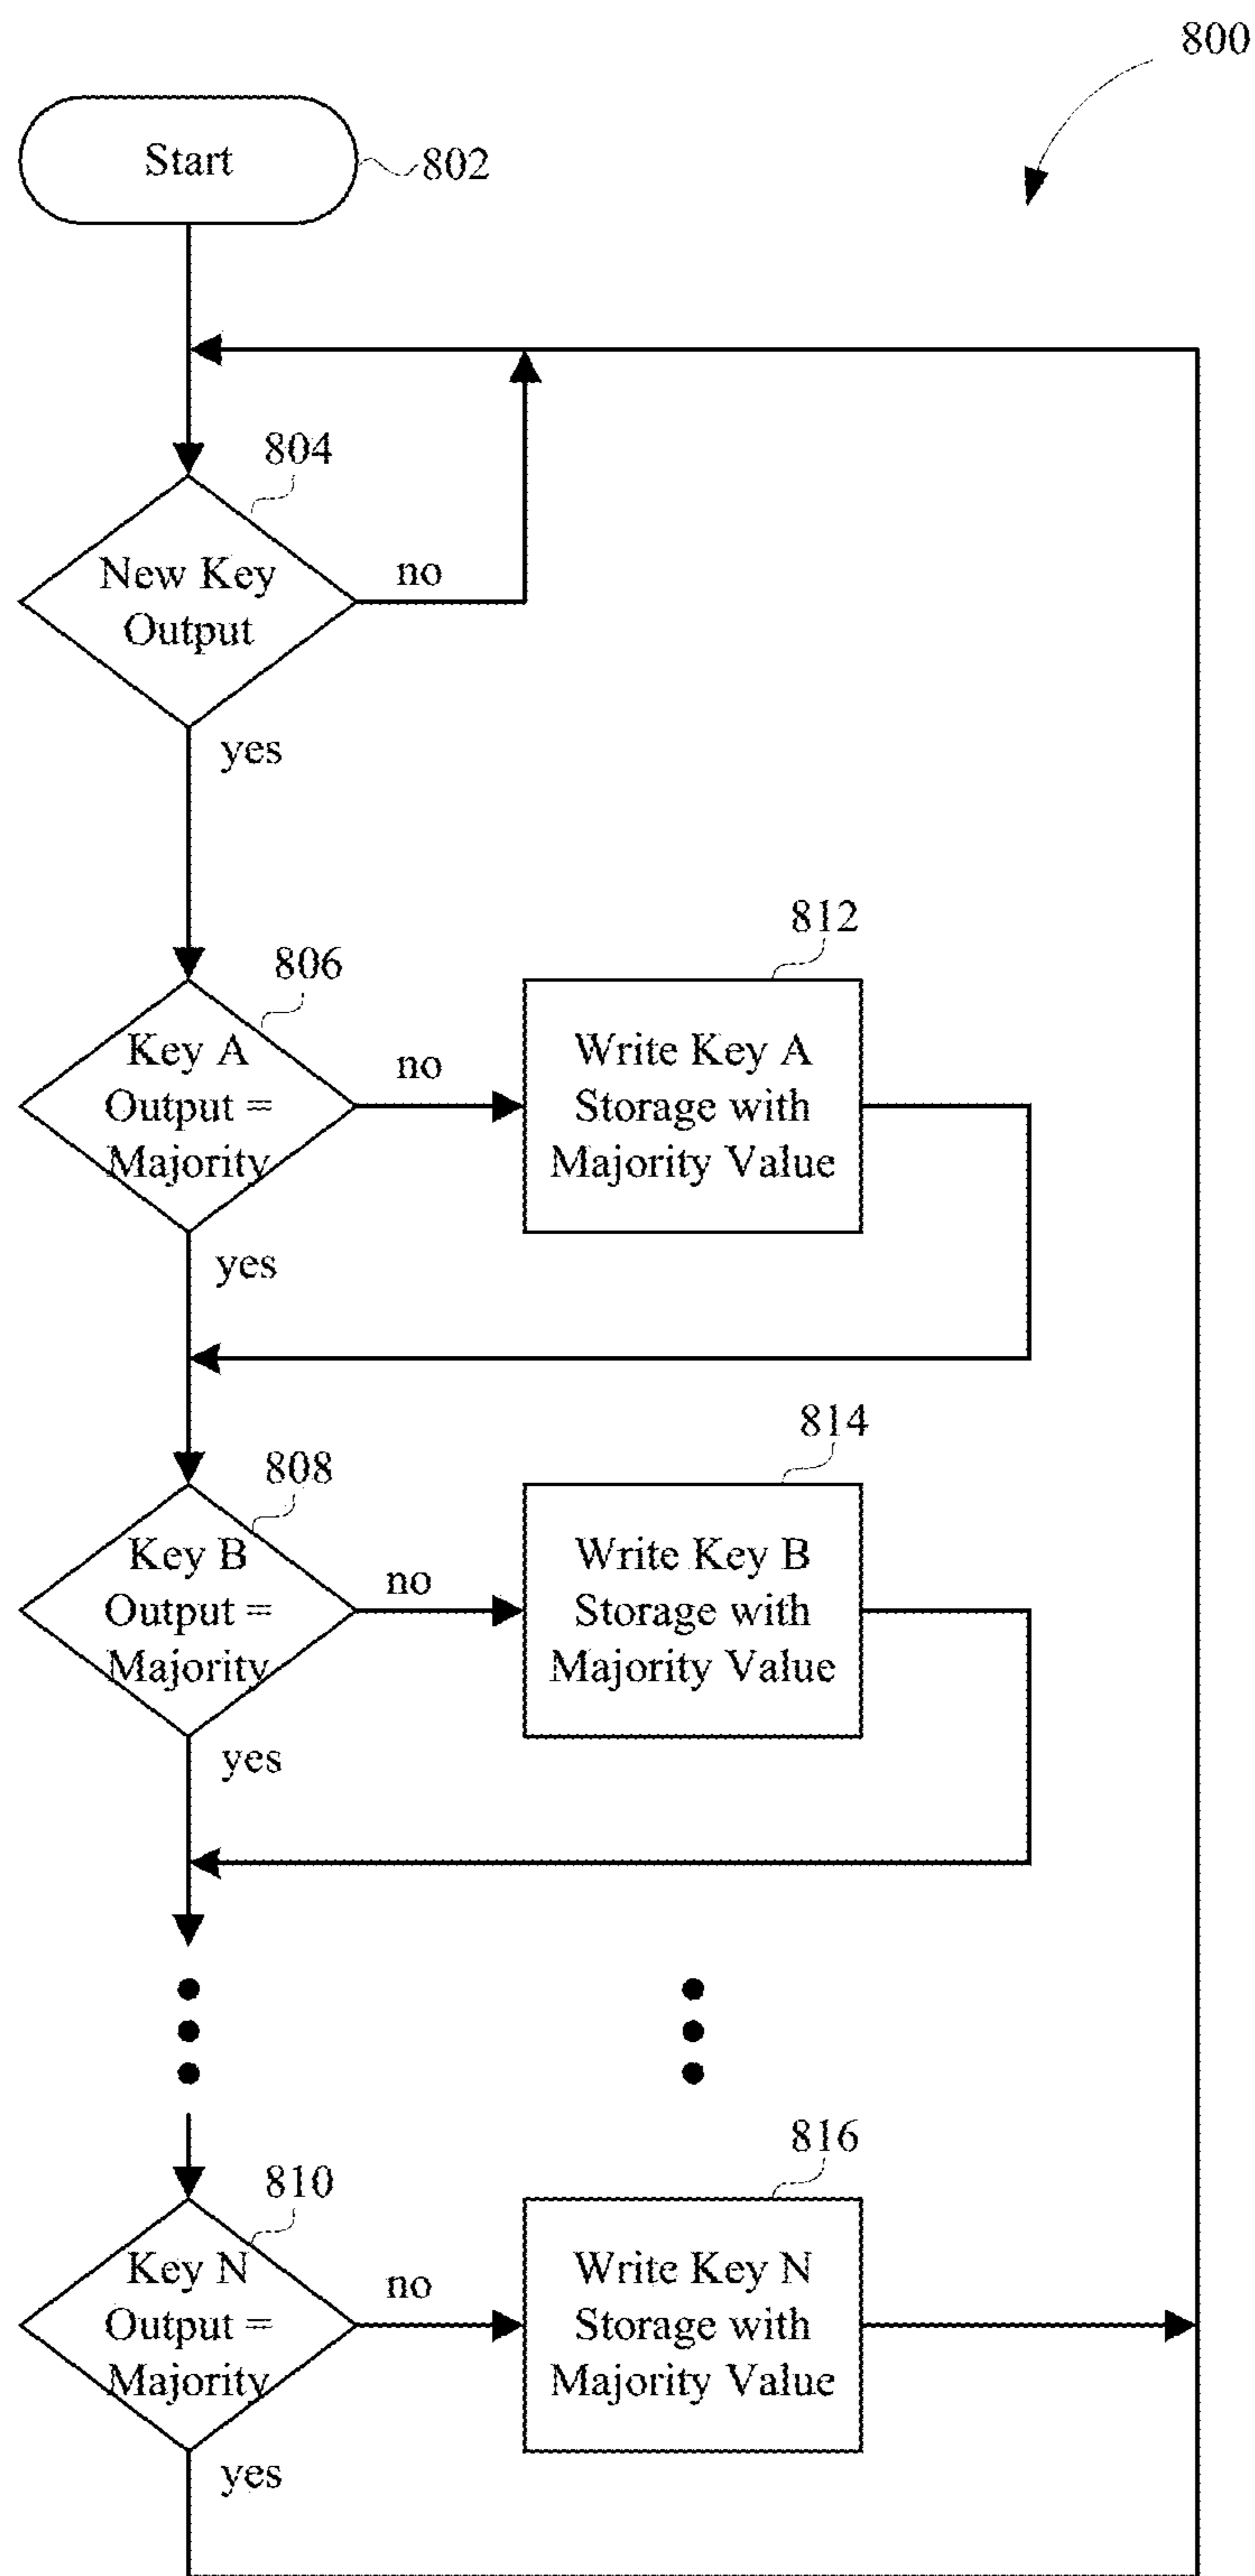 800
Start
802
804
New Key
Output
no
yes
806
812
Key A
Output =
Majority
no
Write Key A
Storage with
Majority Value
yes
808
814
Key B
Output =
Majority
no
Write Key B
Storage with
Majority Value
yes
810
816
Key N
Output =
Majority
no
Write Key N
Storage with
Majority Value
yes